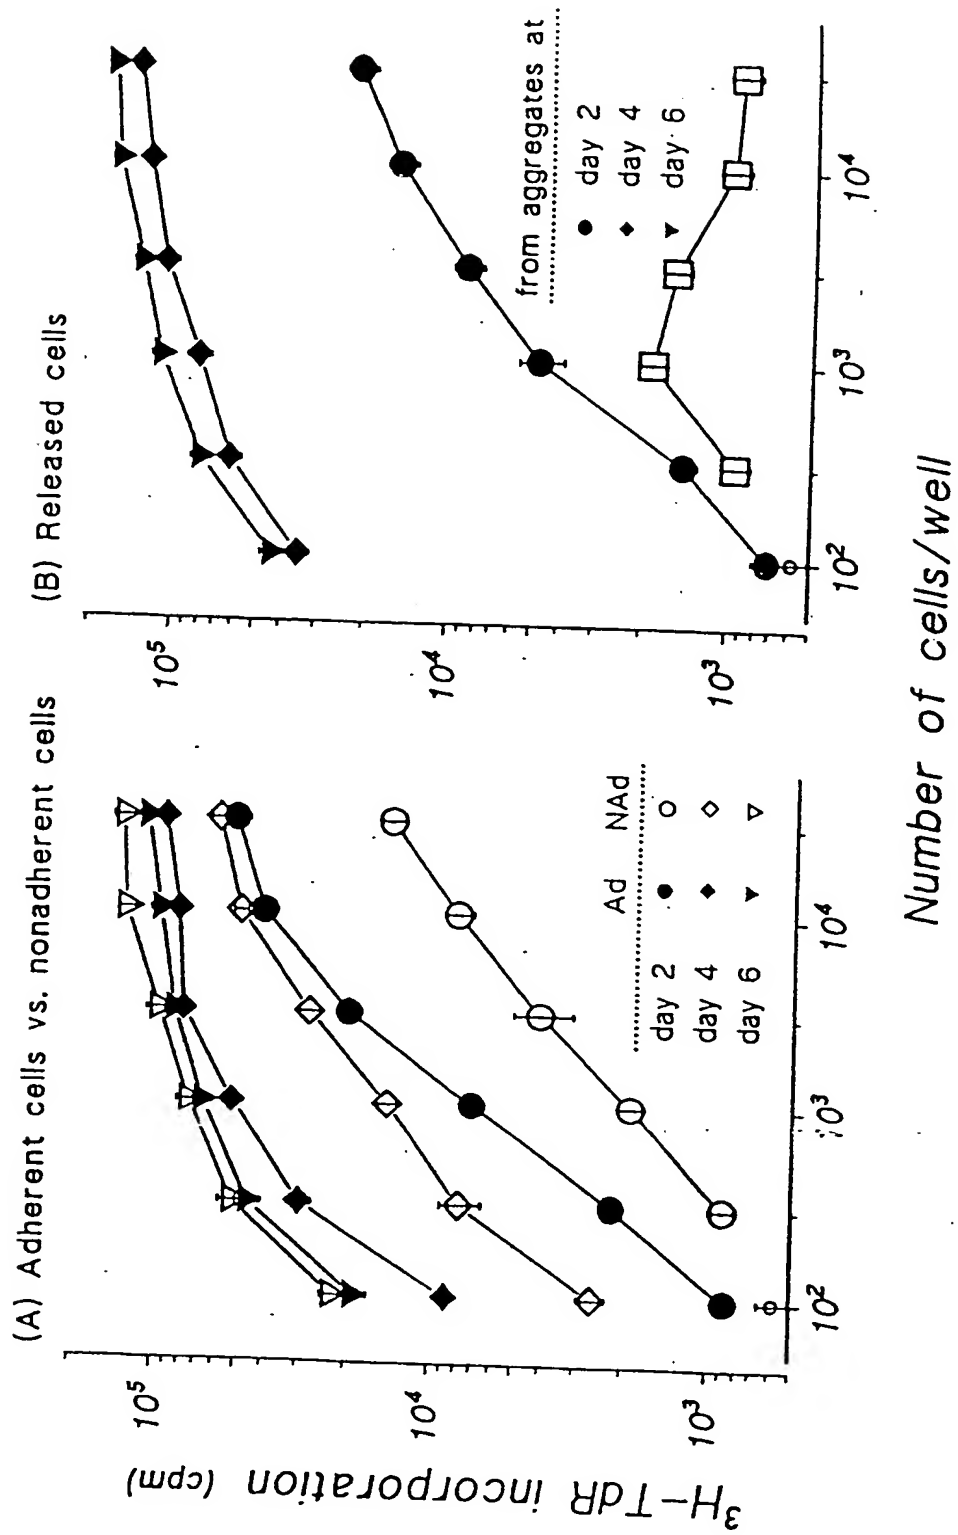 (A) Adherent cells vs. nonadherent cells
10⁵
10⁴
10³
10²
10³
10⁴
Ad NAd
day 2
day 4
day 6
(B) Released cells
10⁵
10⁴
10³
10²
10³
10⁴
from aggregates at
day 2
day 4
day 6
³H-TdR incorporation (cpm)
Number of cells/well